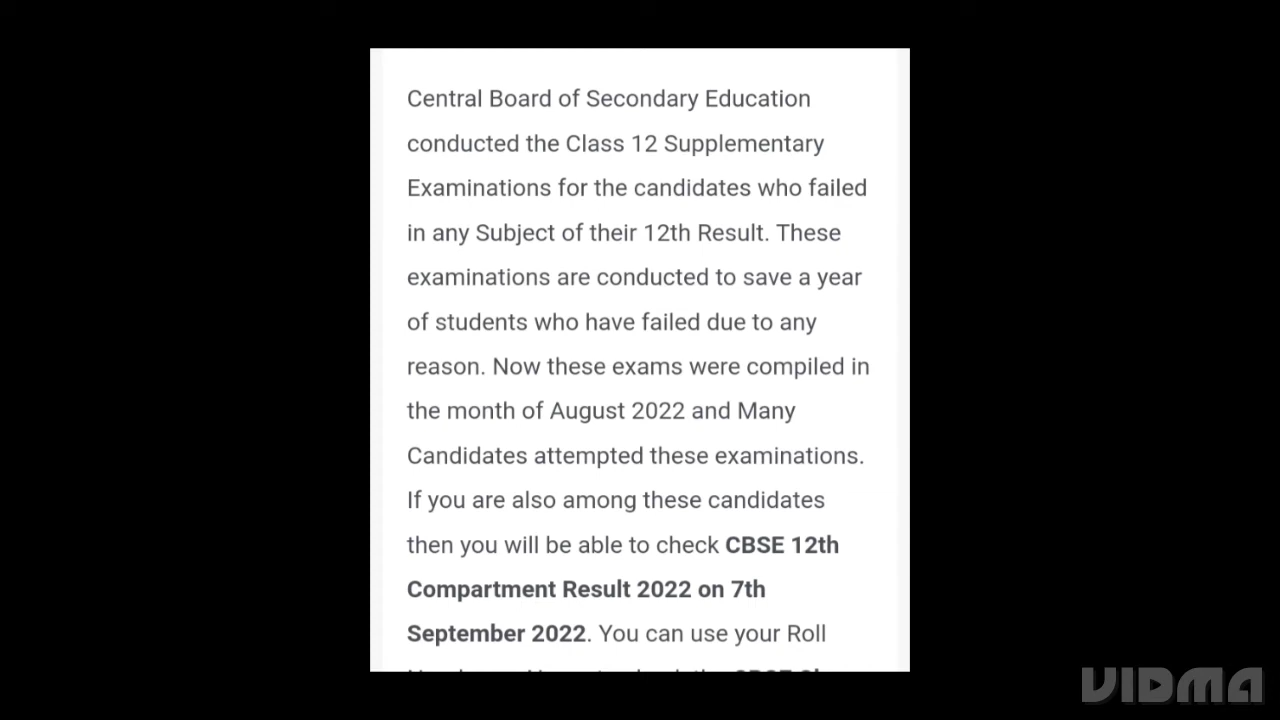 Central Board of Secondary Education
conducted the Class 12 Supplementary
Examinations for the candidates who failed
in any Subject of their 12th Result. These
examinations are conducted to save a year
of students who have failed due to any
reason. Now these exams were compiled in
the month of August 2022 and Many
Candidates attempted these examinations.
If you are also among these candidates
then you will be able to check CBSE 12th
Compartment Result 2022 on 7th
September 2022. You can use your Roll
VIDMA